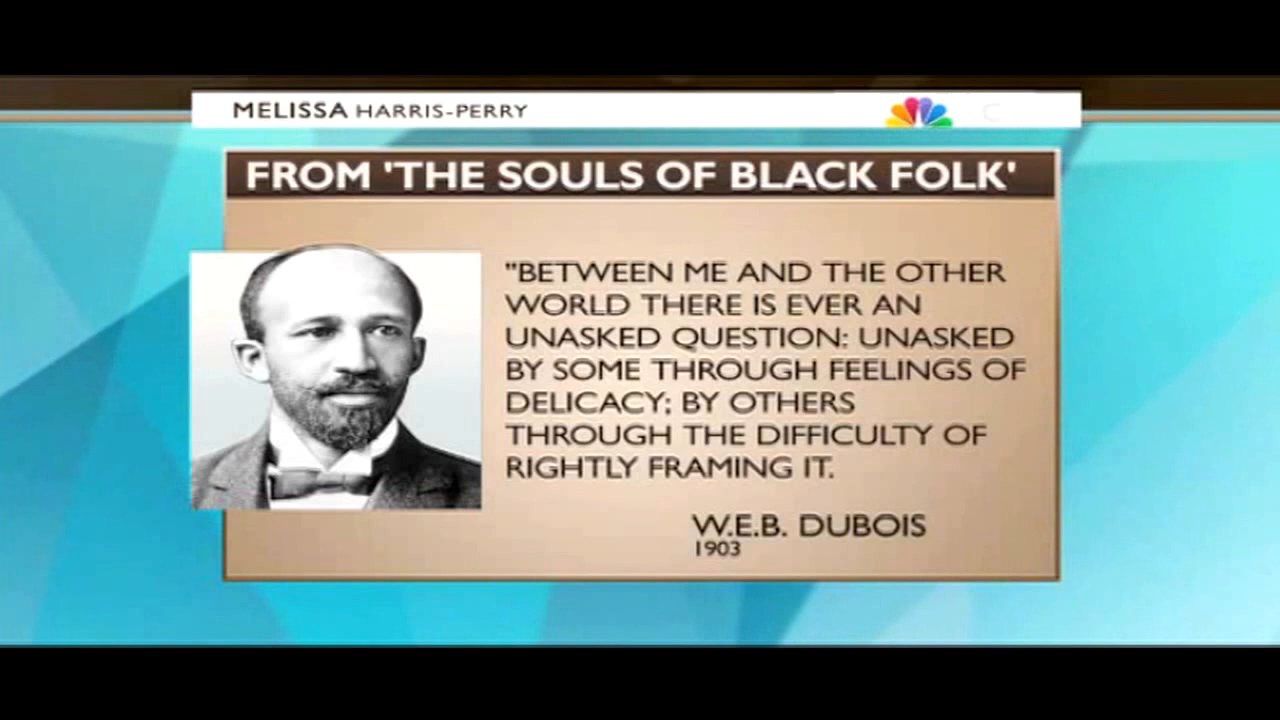 MELISSA HARRIS-PERRY
FROM 'THE SOULS OF BLACK FOLK'
"BETWEEN ME AND THE OTHER
WORLD THERE IS EVER AN
UNASKED QUESTION: UNASKED
BY SOME THROUGH FEELINGS OF
DELICACY; BY OTHERS
THROUGH THE DIFFICULTY OF
RIGHTLY FRAMING IT.
W.E.B. DUBOIS
1903